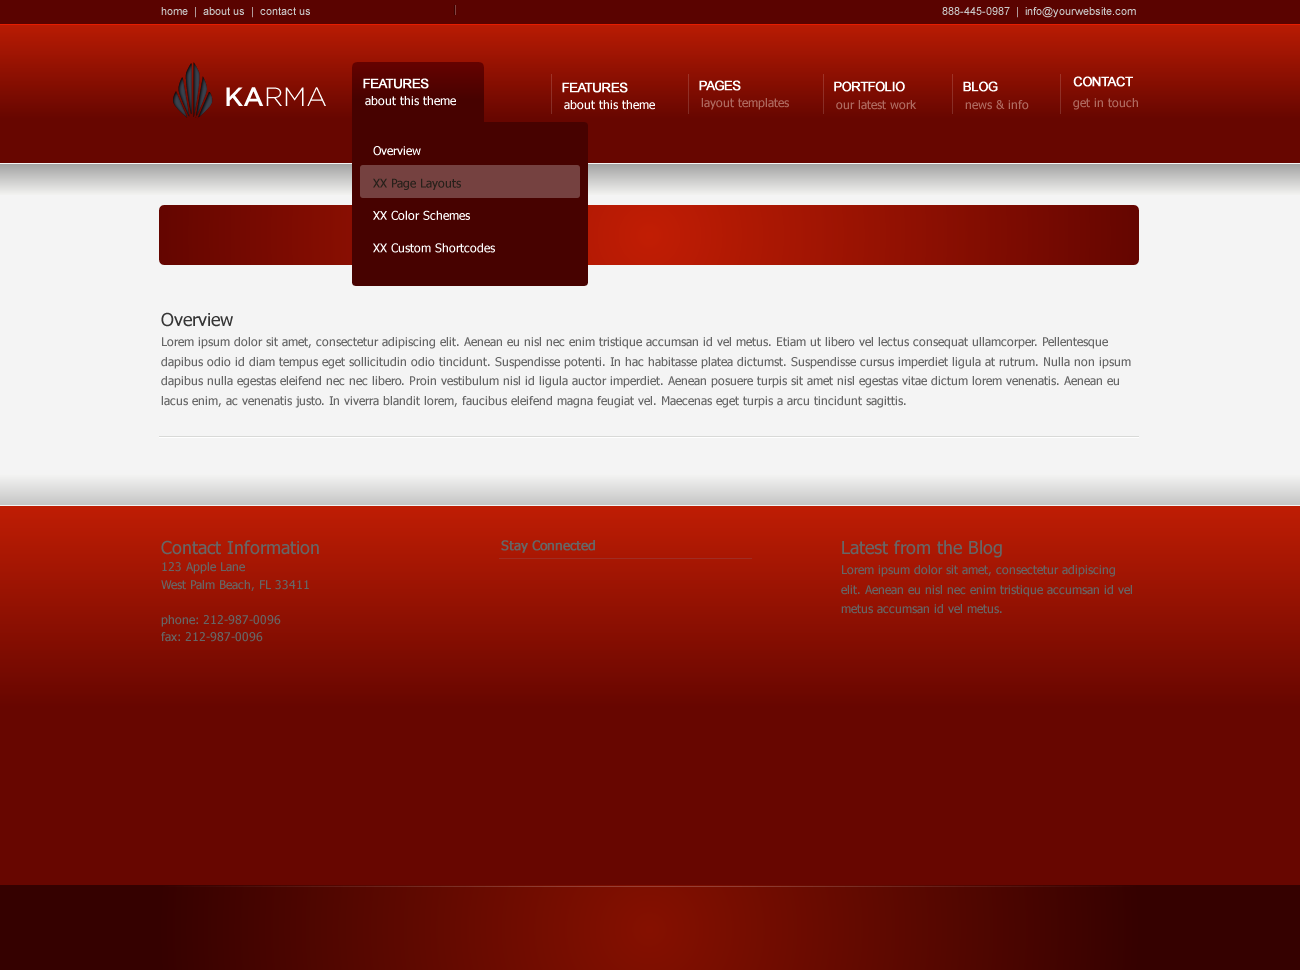 home | about us | contact us
888-445-0987 | info@yourwebsite.com
KARMA
FEATURES
about this theme
FEATURES
about this theme
PAGES
layout templates
PORTFOLIO
our latest work
BLOG
news & info
CONTACT
get in touch
Overview
XX Page Layouts
XX Color Schemes
XX Custom Shortcodes
Overview
Lorem ipsum dolor sit amet, consectetur adipiscing elit. Aenean eu nisl nec enim tristique accumsan id vel metus. Etiam ut libero vel lectus consequat ullamcorper. Pellentesque
dapibus odio id diam tempus eget sollicitudin odio tincidunt. Suspendisse potenti. In hac habitasse platea dictumst. Suspendisse cursus imperdiet ligula at rutrum. Nulla non ipsum
dapibus nulla egestas eleifend nec nec libero. Proin vestibulum nisl id ligula auctor imperdiet. Aenean posuere turpis sit amet nisl egestas vitae dictum lorem venenatis. Aenean eu
lacus enim, ac venenatis justo. In viverra blandit lorem, faucibus eleifend magna feugiat vel. Maecenas eget turpis a arcu tincidunt sagittis.
Contact Information
123 Apple Lane
West Palm Beach, FL 33411
phone: 212-987-0096
fax: 212-987-0096
Stay Connected
Latest from the Blog
Lorem ipsum dolor sit amet, consectetur adipiscing
elit. Aenean eu nisl nec enim tristique accumsan id vel
metus accumsan id vel metus.